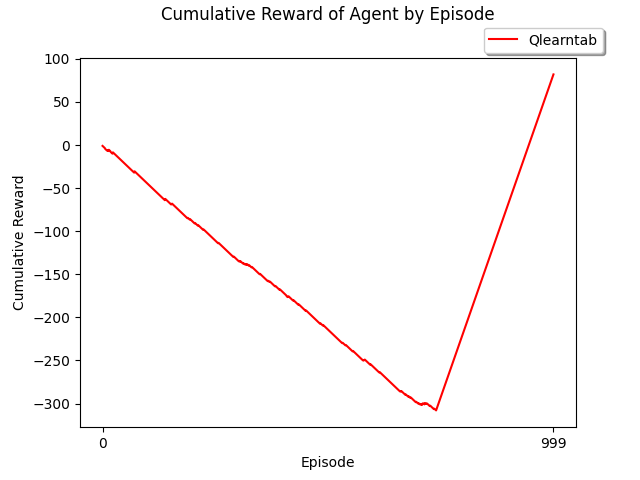 Cumulative Reward of Agent by Episode
Qlearntab
100
50
0
−50
−100
−150
−200
−250
−300
Cumulative Reward
0
999
Episode